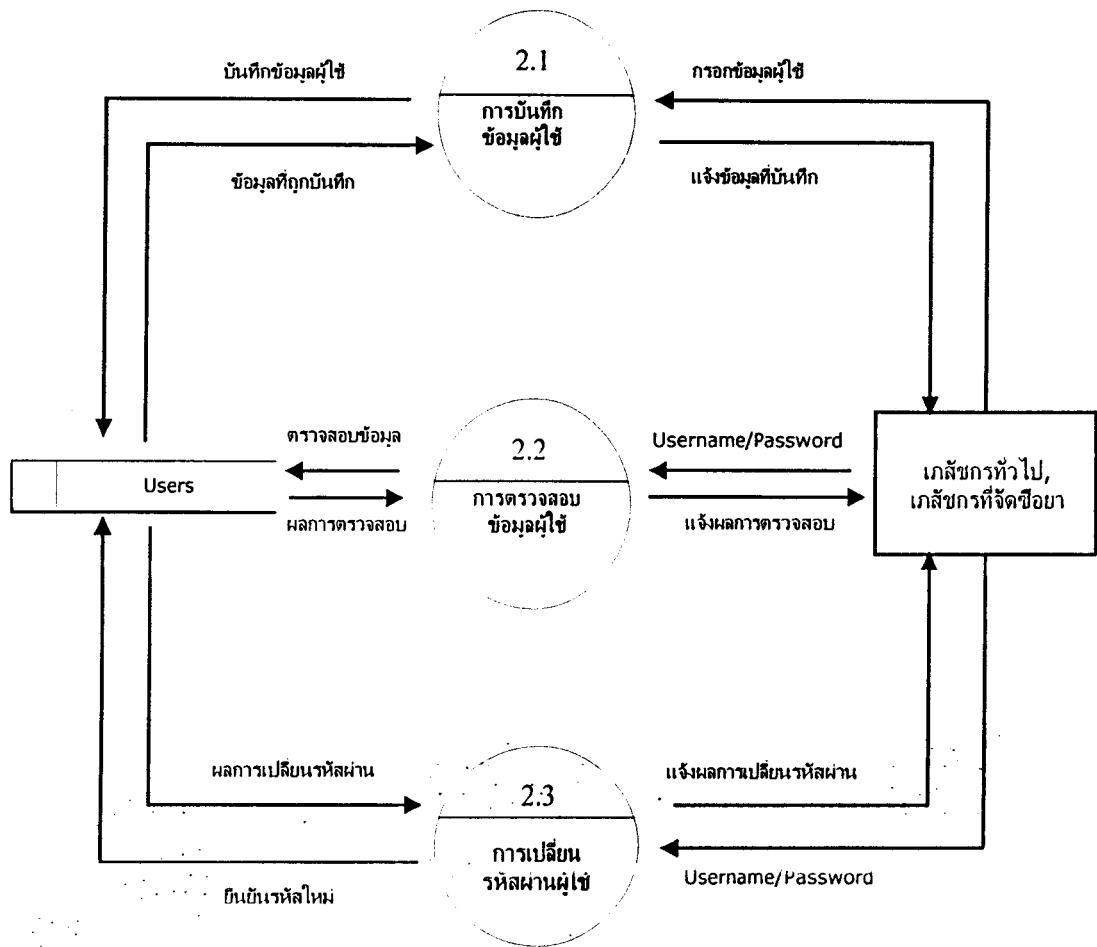 2.1
บันทึกข้อมูลผู้ใช้
กรอกข้อมูลผู้ใช้
การบันทึก
ข้อมูลผู้ใช้
ข้อมูลที่ถูกบันทึก
แจ้งข้อมูลที่บันทึก
ตรวจสอบข้อมูล
2.2
Username/Password
Users
การตรวจสอบ
ข้อมูลผู้ใช้
เภสัชกรทั่วไป,
เภสัชกรที่จัดซื้อยา
ผลการตรวจสอบ
แจ้งผลการตรวจสอบ
ผลการเปลี่ยนรหัสผ่าน
แจ้งผลการเปลี่ยนรหัสผ่าน
2.3
การเปลี่ยน
รหัสผ่านผู้ใช้
Username/Password
ยืนยันรหัสใหม่